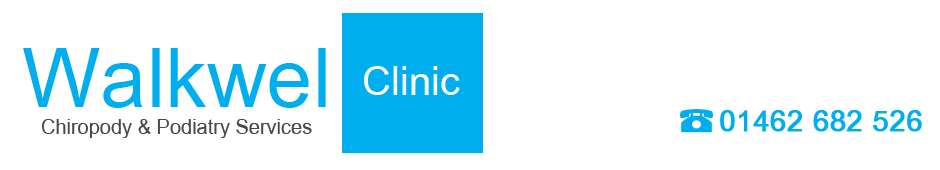 Walkwel Clinic
Chiropody & Podiatry Services
☎ 01462 682 526